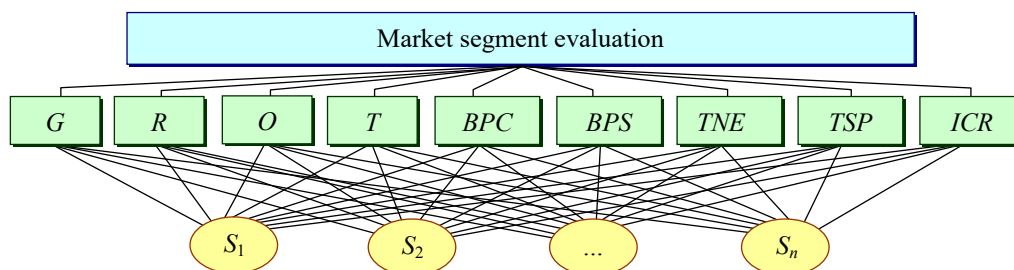 Market segment evaluation
G R O T BPC BPS TNE TSP ICR
S1 S2 ... Sn